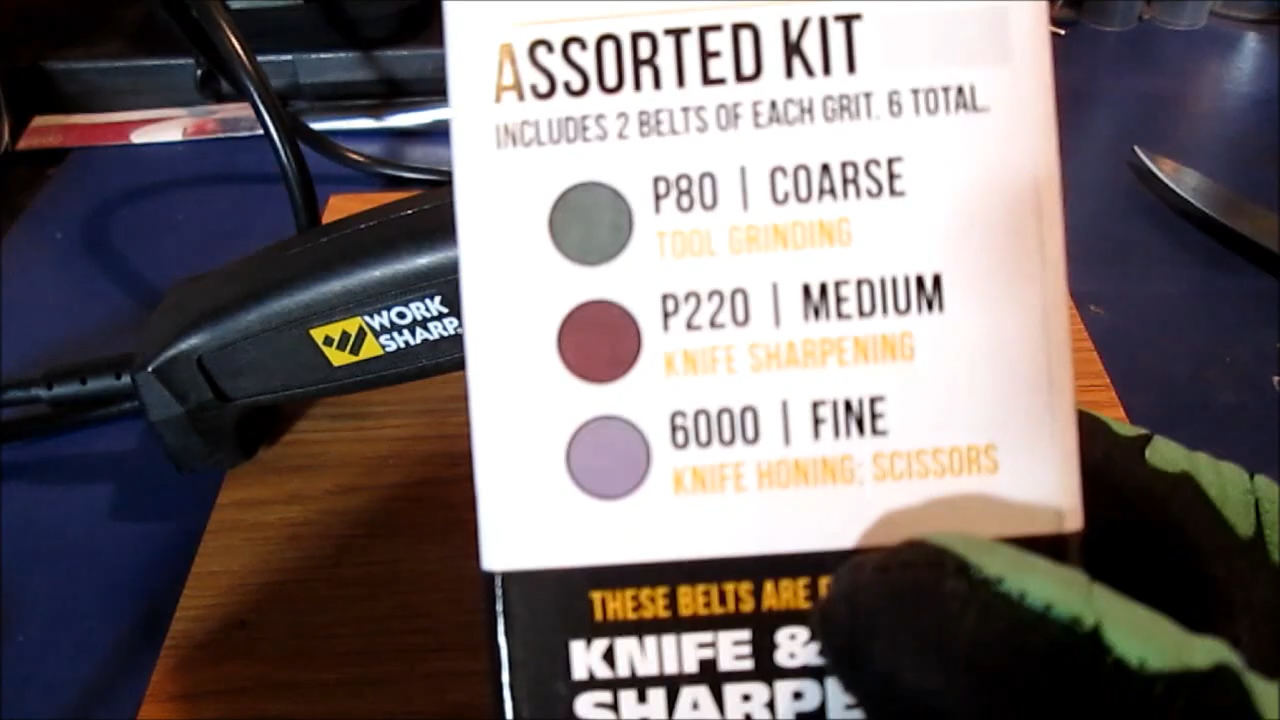 ASSORTED KIT
INCLUDES 2 BELTS OF EACH GRIT. 6 TOTAL.
P80 | COARSE
TOOL GRINDING
P220 | MEDIUM
KNIFE SHARPENING
6000 | FINE
KNIFE HONING; SCISSORS
THESE BELTS ARE
KNIFE &
SHARPE
WORK
SHARP